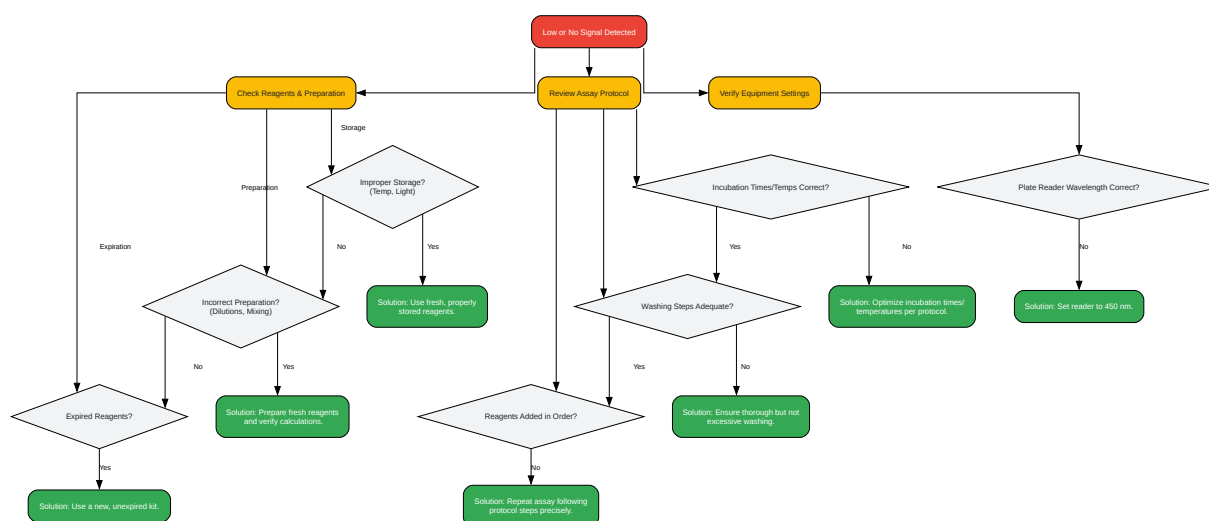 Low or No Signal Detected
Check Reagents & Preparation
Review Assay Protocol
Verify Equipment Settings
Storage
Improper Storage?
(Temp, Light)
Preparation
Incubation Times/Temps Correct?
Plate Reader Wavelength Correct?
Expiration
No
Yes
Yes
No
No
Incorrect Preparation?
(Dilutions, Mixing)
Solution: Use fresh, properly
stored reagents.
Washing Steps Adequate?
Solution: Optimize incubation times/
temperatures per protocol.
Solution: Set reader to 450 nm.
No
Yes
Yes
No
Expired Reagents?
Solution: Prepare fresh reagents
and verify calculations.
Reagents Added in Order?
Solution: Ensure thorough but not
excessive washing.
Yes
No
Solution: Use a new, unexpired kit.
Solution: Repeat assay following
protocol steps precisely.